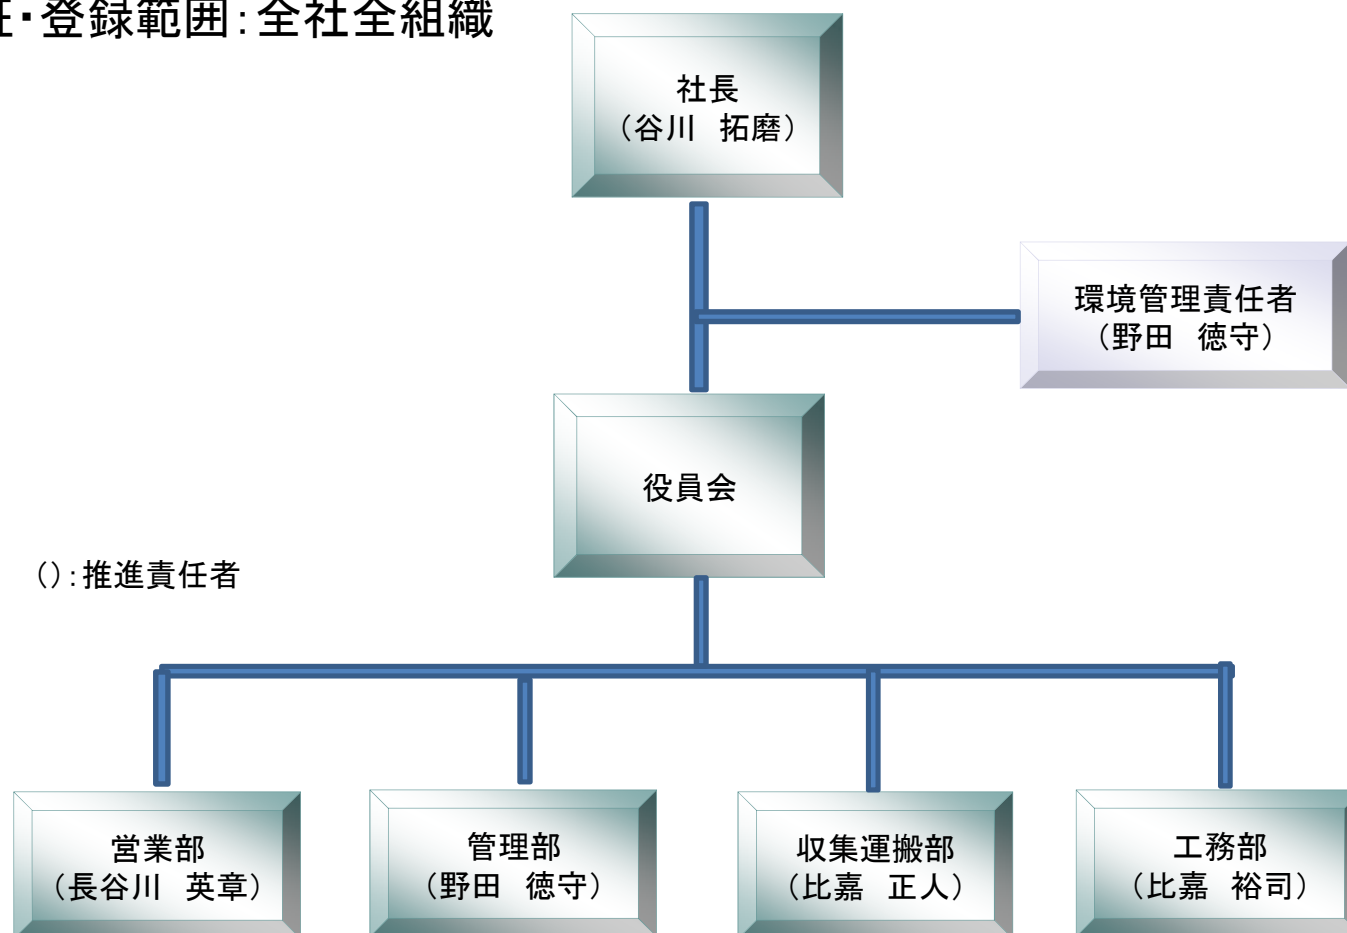 ・登録範囲:全社全組織
社長
(谷川　拓磨)
環境管理責任者
(野田　徳守)
役員会
():推進責任者
営業部
(長谷川　英章)
管理部
(野田　徳守)
収集運搬部
(比嘉　正人)
工務部
(比嘉　裕司)